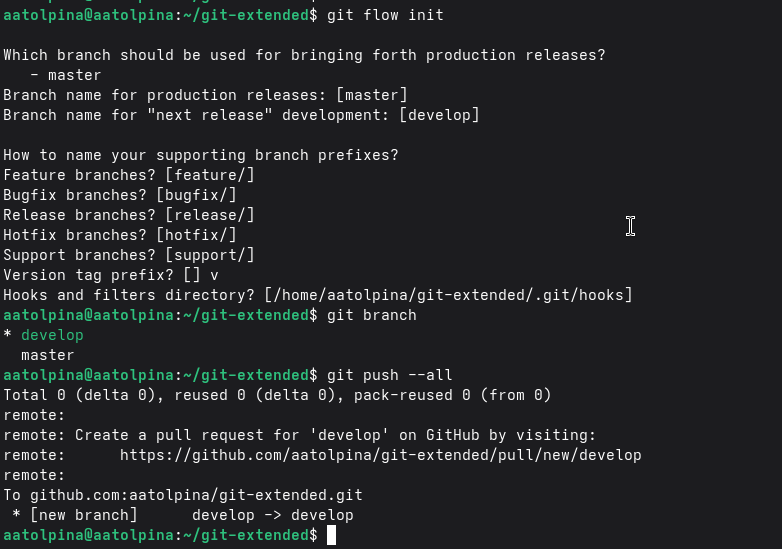 aatolpina@aatolpina:~/git-extended$ git flow init
Which branch should be used for bringing forth production releases?
   - master
Branch name for production releases: [master]
Branch name for "next release" development: [develop]
How to name your supporting branch prefixes?
Feature branches? [feature/]
Bugfix branches? [bugfix/]
Release branches? [release/]
Hotfix branches? [hotfix/]
Support branches? [support/]
Version tag prefix? [] v
Hooks and filters directory? [/home/aatolpina/git-extended/.git/hooks]
aatolpina@aatolpina:~/git-extended$ git branch
* develop
  master
aatolpina@aatolpina:~/git-extended$ git push --all
Total 0 (delta 0), reused 0 (delta 0), pack-reused 0 (from 0)
remote:
remote: Create a pull request for 'develop' on GitHub by visiting:
remote:      https://github.com/aatolpina/git-extended/pull/new/develop
remote:
To github.com:aatolpina/git-extended.git
 * [new branch]      develop -> develop
aatolpina@aatolpina:~/git-extended$